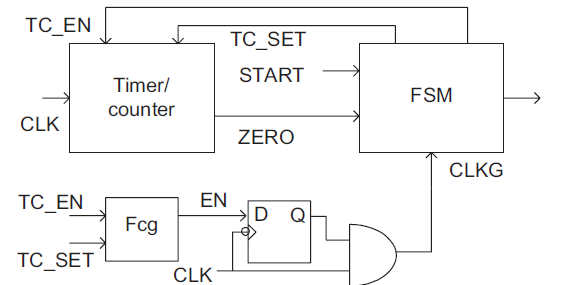 TC_EN
TC_SET
START
Timer/
counter
FSM
CLK
ZERO
CLKG
TC_EN
EN
D Q
Fcg
TC_SET
CLK